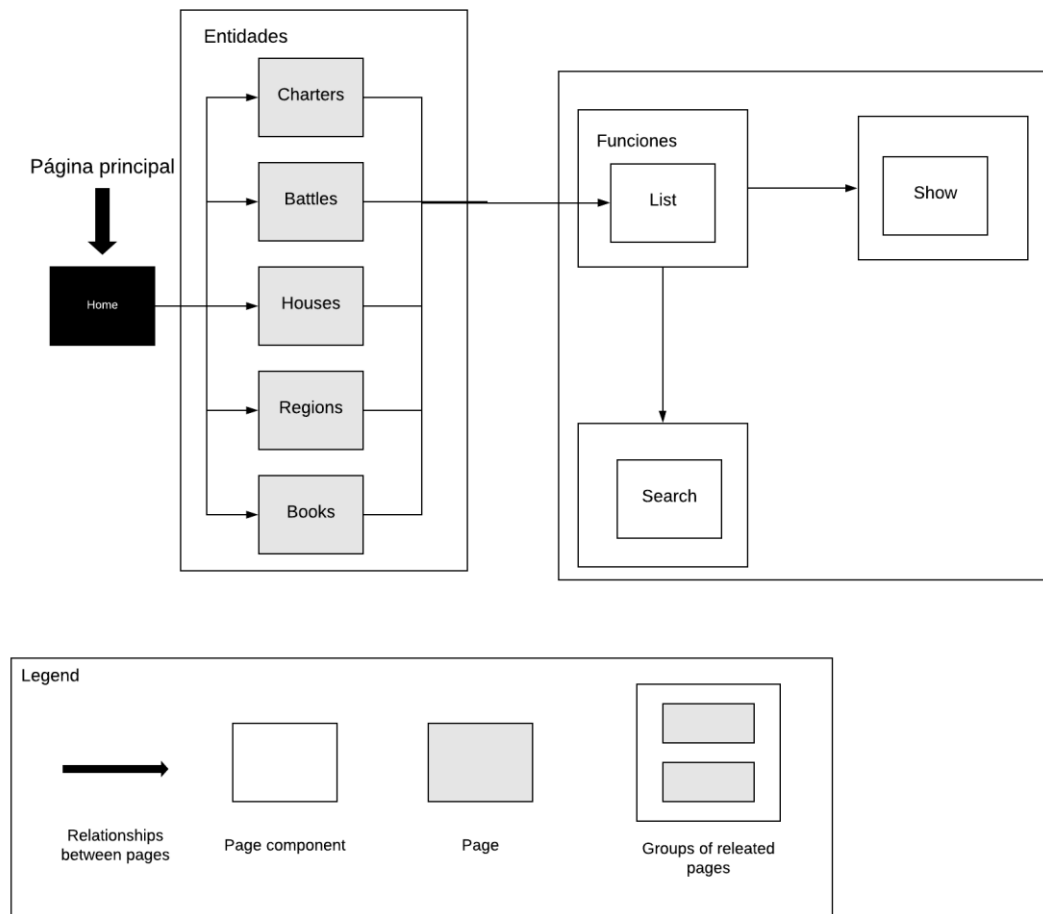 Entidades
Charters
Battles
Houses
Regions
Books
Página principal
Home
Funciones
List
Show
Search
Legend
Relationships
between pages
Page component
Page
Groups of releated
pages